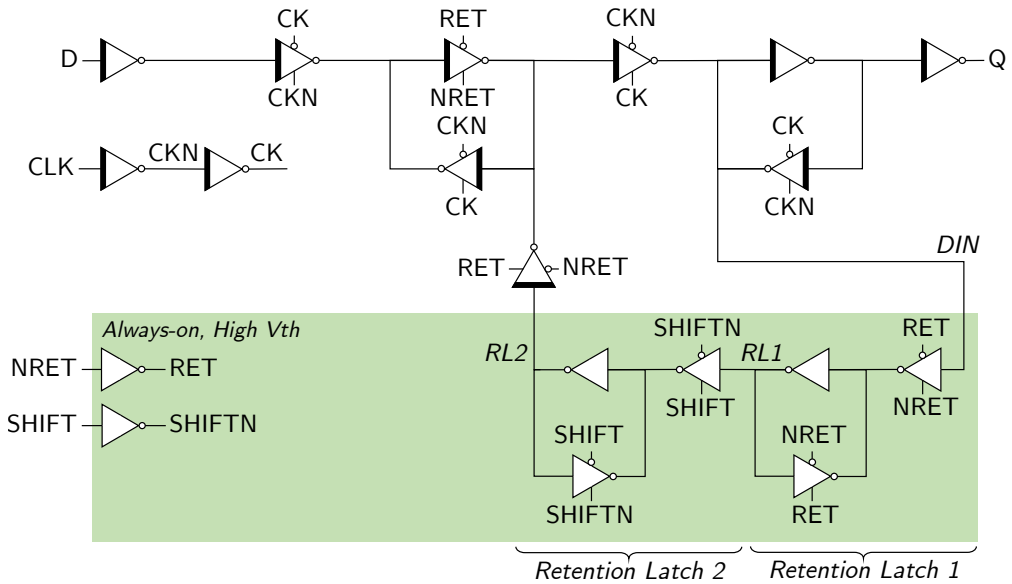 CK
RET
CKN
D
Q
CKN
NRET
CK
CKN
CK
CLK
CKN
CK
CK
CKN
DIN
RET
NRET
Always-on, High Vth
SHIFTN
RET
RL2
RL1
NRET
RET
SHIFT
NRET
SHIFT
SHIFTN
SHIFT
NRET
SHIFTN
RET
Retention Latch 2
Retention Latch 1